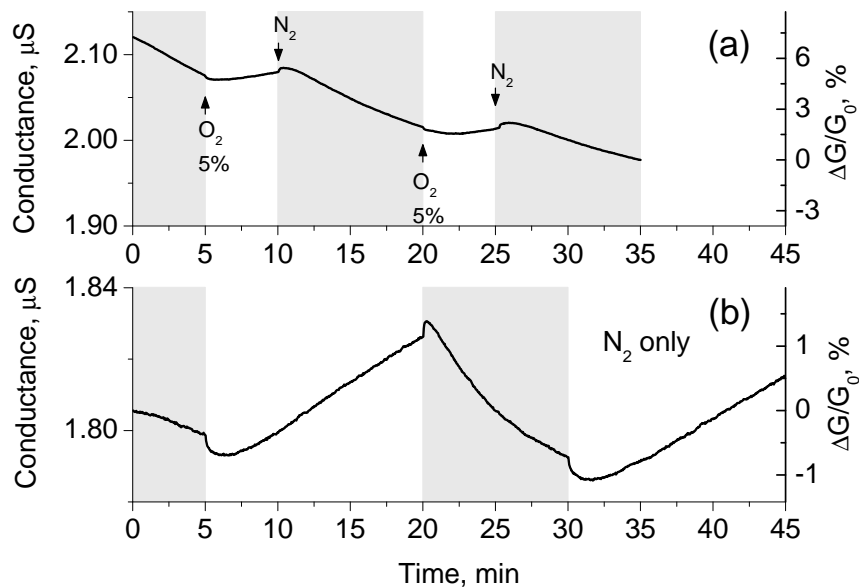 (a)
Conductance, μS
2.10
2.00
1.90
N₂
O₂
5%
N₂
O₂
5%
6
3
0
-3
ΔG/G₀, %
0 5 10 15 20 25 30 35 40 45
(b)
Conductance, μS
1.84
1.80
N₂ only
1
0
-1
ΔG/G₀, %
0 5 10 15 20 25 30 35 40 45
Time, min